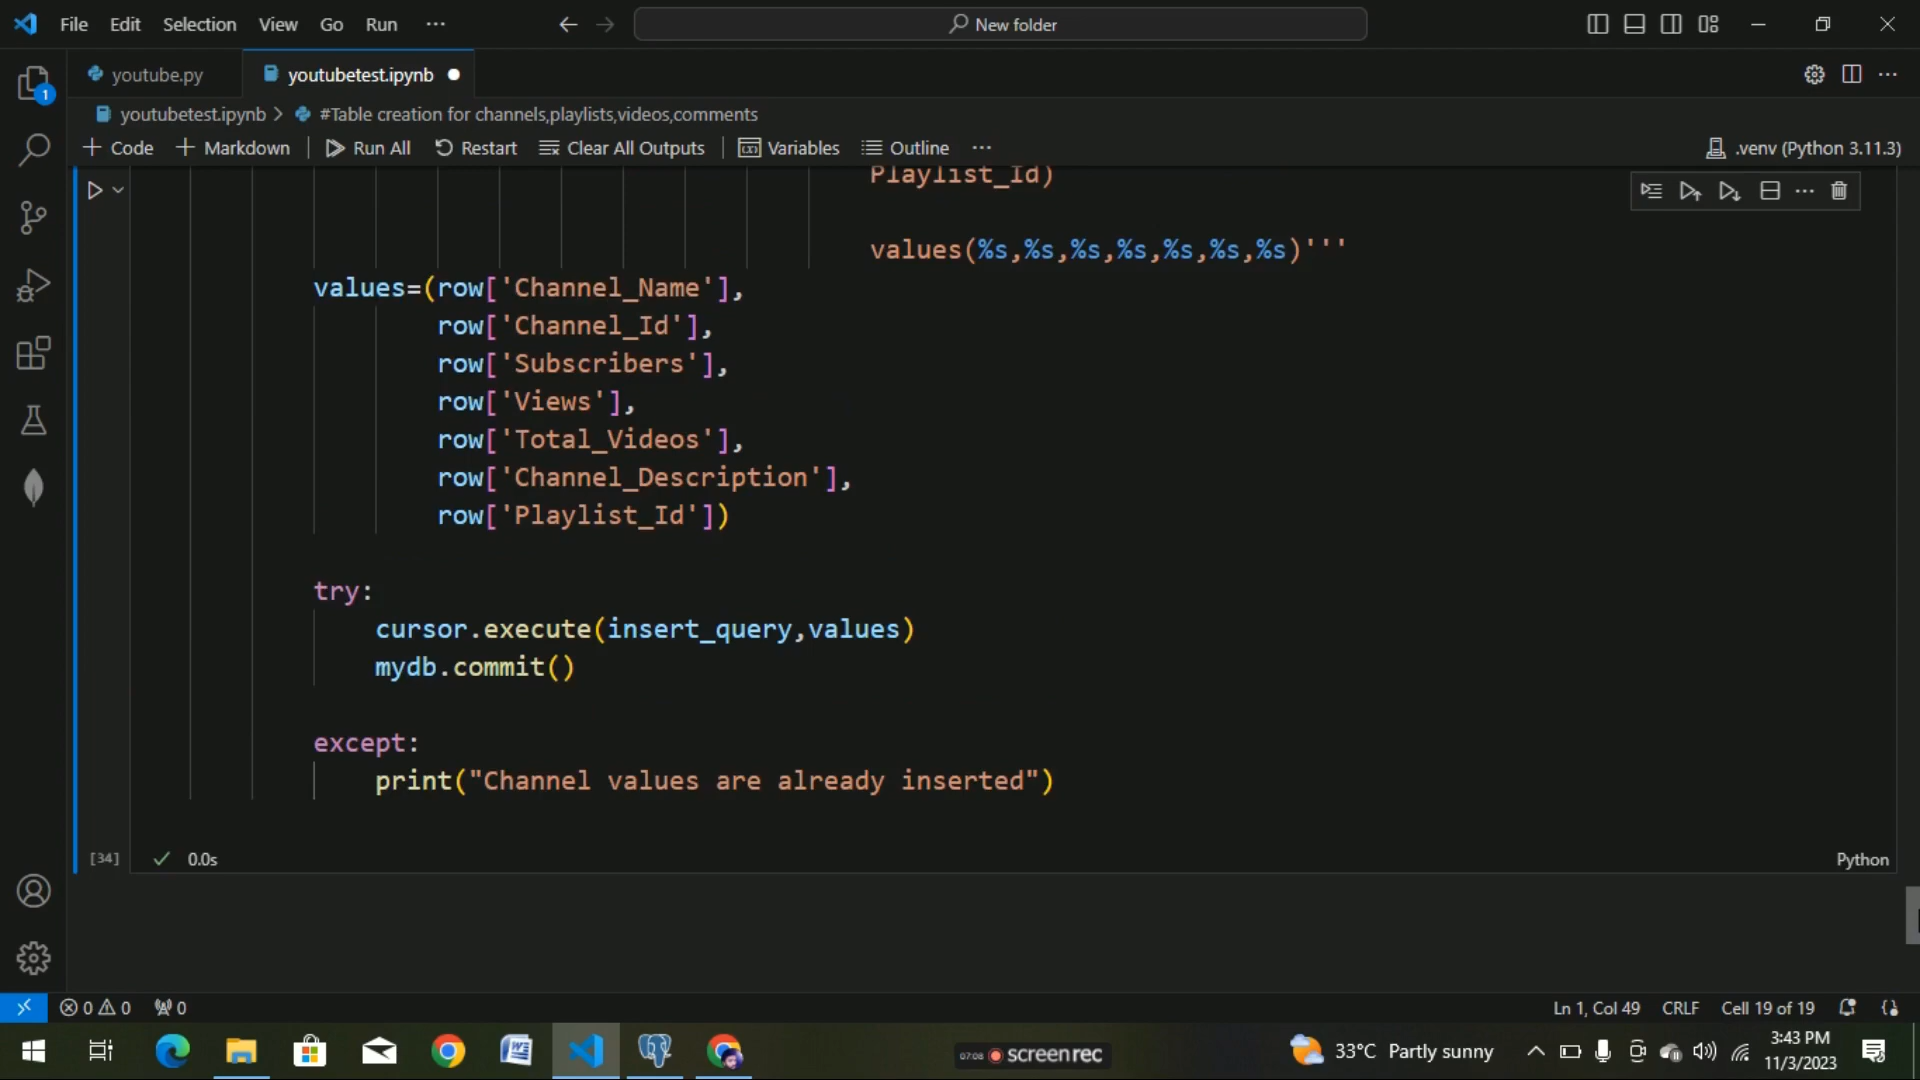 File Edit Selection View Go Run ···
New folder
youtube.py
youtubetest.ipynb
1
youtubetest.ipynb > #Table creation for channels,playlists,videos,comments
+ Code + Markdown Run All Restart Clear All Outputs Variables Outline ···
.venv (Python 3.11.3)
Playlist_Id)
values(%s,%s,%s,%s,%s,%s,%s)'''
values=(row['Channel_Name'],
row['Channel_Id'],
row['Subscribers'],
row['Views'],
row['Total_Videos'],
row['Channel_Description'],
row['Playlist_Id'])
try:
cursor.execute(insert_query,values)
mydb.commit()
except:
print("Channel values are already inserted")
[34] 0.0s
Python
0 0 0
Ln 1, Col 49 CRLF Cell 19 of 19
07:08 screenrec
33°C Partly sunny
3:43 PM
11/3/2023